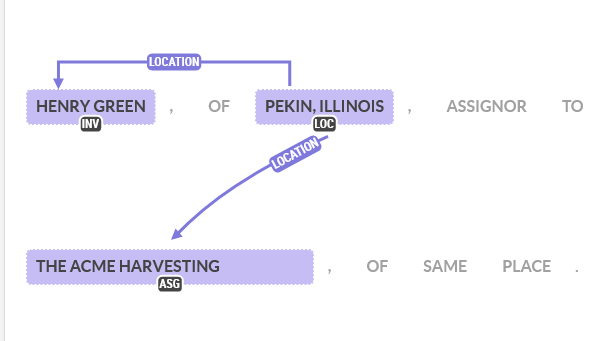 LOCATION
HENRY GREEN , OF PEKIN, ILLINOIS , ASSIGNOR TO
INV LOC
LOCATION
THE ACME HARVESTING , OF SAME PLACE .
ASG